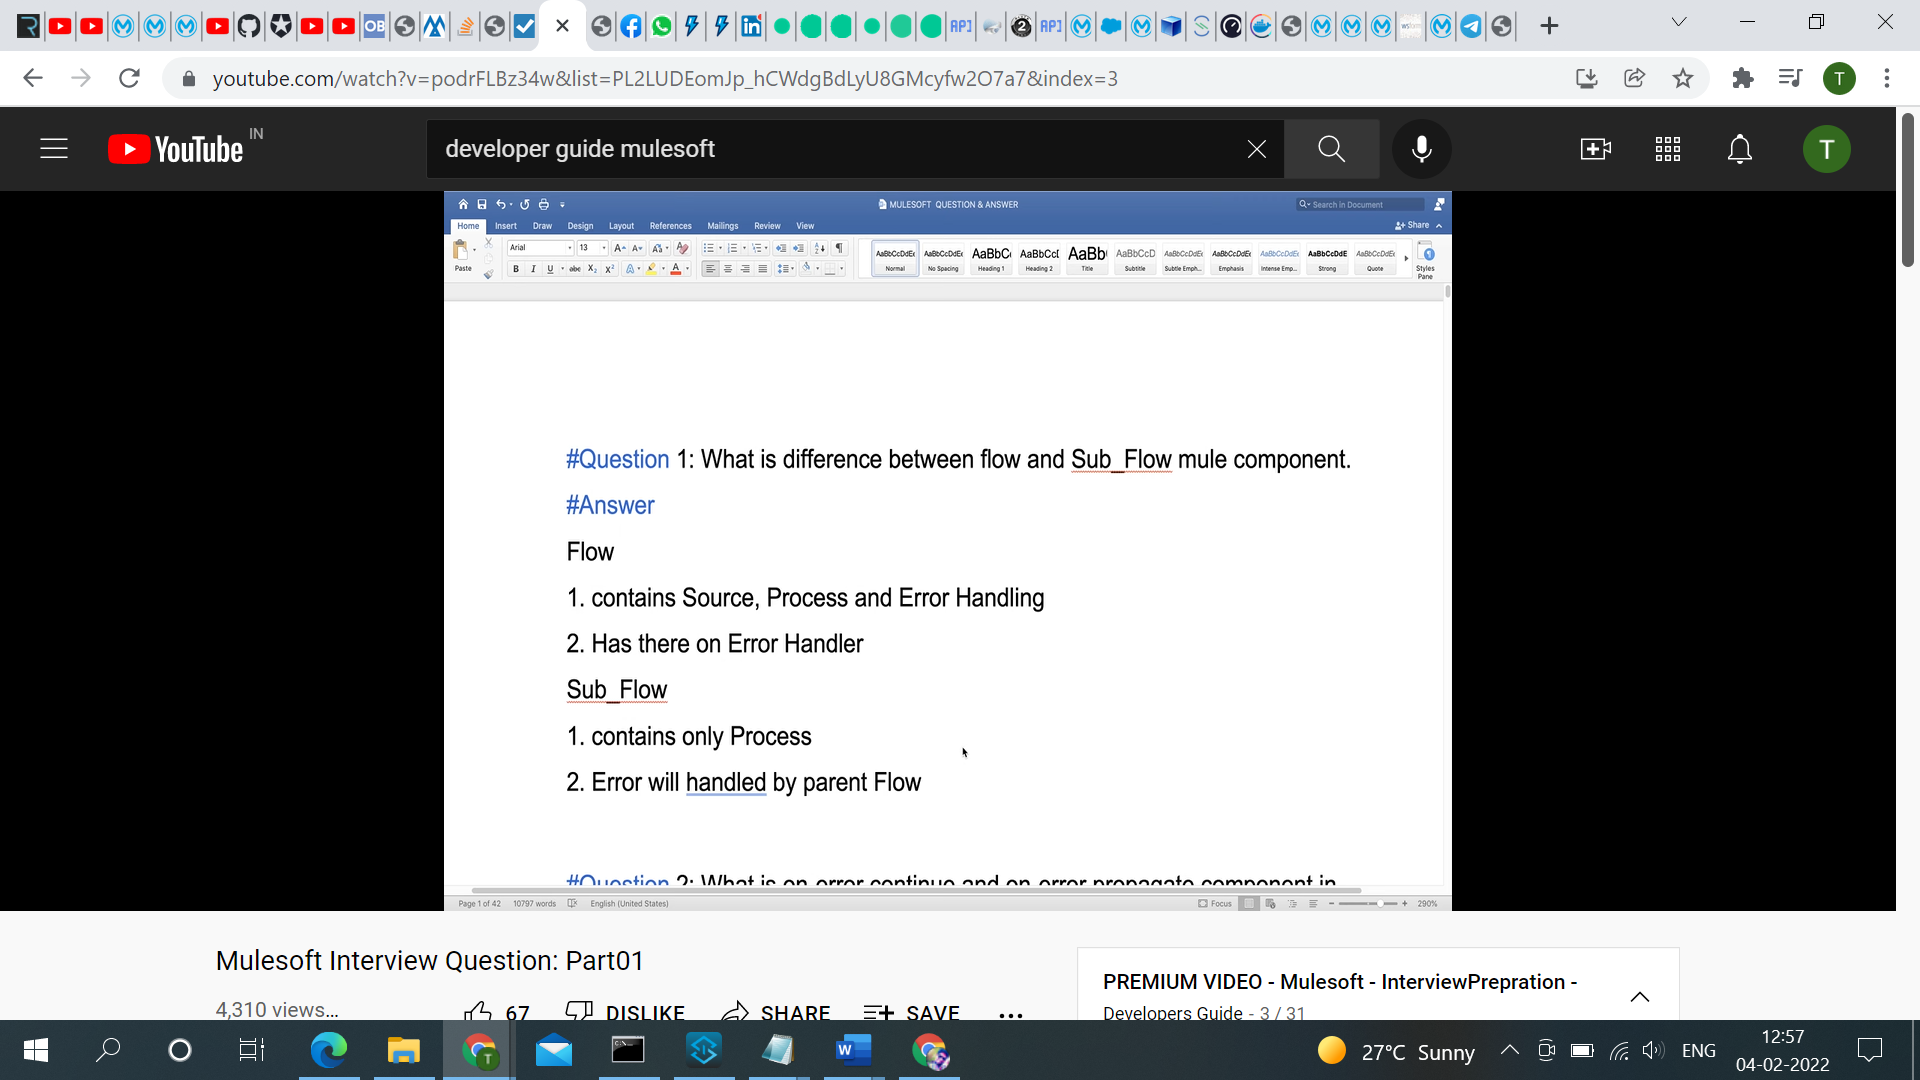 youtube.com/watch?v=podrFLBz34w&list=PL2LUDEomJp_hCWdgBdLyU8GMcyfw2O7a7&index=3
YouTube IN
developer guide mulesoft
T
MULESOFT QUESTION & ANSWER
Search in Document
Home Insert Draw Design Layout References Mailings Review View
Share
Paste
Arial 13
AaBbCcDdEe Normal
AaBbCcDdEe No Spacing
AaBbC Heading 1
AaBbCcD Heading 2
AaBb Title
AaBbCcD Subtitle
AaBbCcDdEe Subtle Emph...
AaBbCcDdEe Emphasis
AaBbCcDdEe Intense Emp...
AaBbCcDdE Strong
AaBbCcDdEe Quote
Styles Pane
#Question 1: What is difference between flow and Sub_Flow mule component.
#Answer
Flow
1. contains Source, Process and Error Handling
2. Has there on Error Handler
Sub_Flow
1. contains only Process
2. Error will handled by parent Flow
#Question 2: What is on-error continue and on-error propagate component in
Page 1 of 42 10797 words English (United States)
Focus
290%
Mulesoft Interview Question: Part01
4,310 views...
67 DISLIKE SHARE SAVE
PREMIUM VIDEO - Mulesoft - InterviewPrepration -
Developers Guide - 3 / 31
27°C Sunny
ENG
12:57
04-02-2022